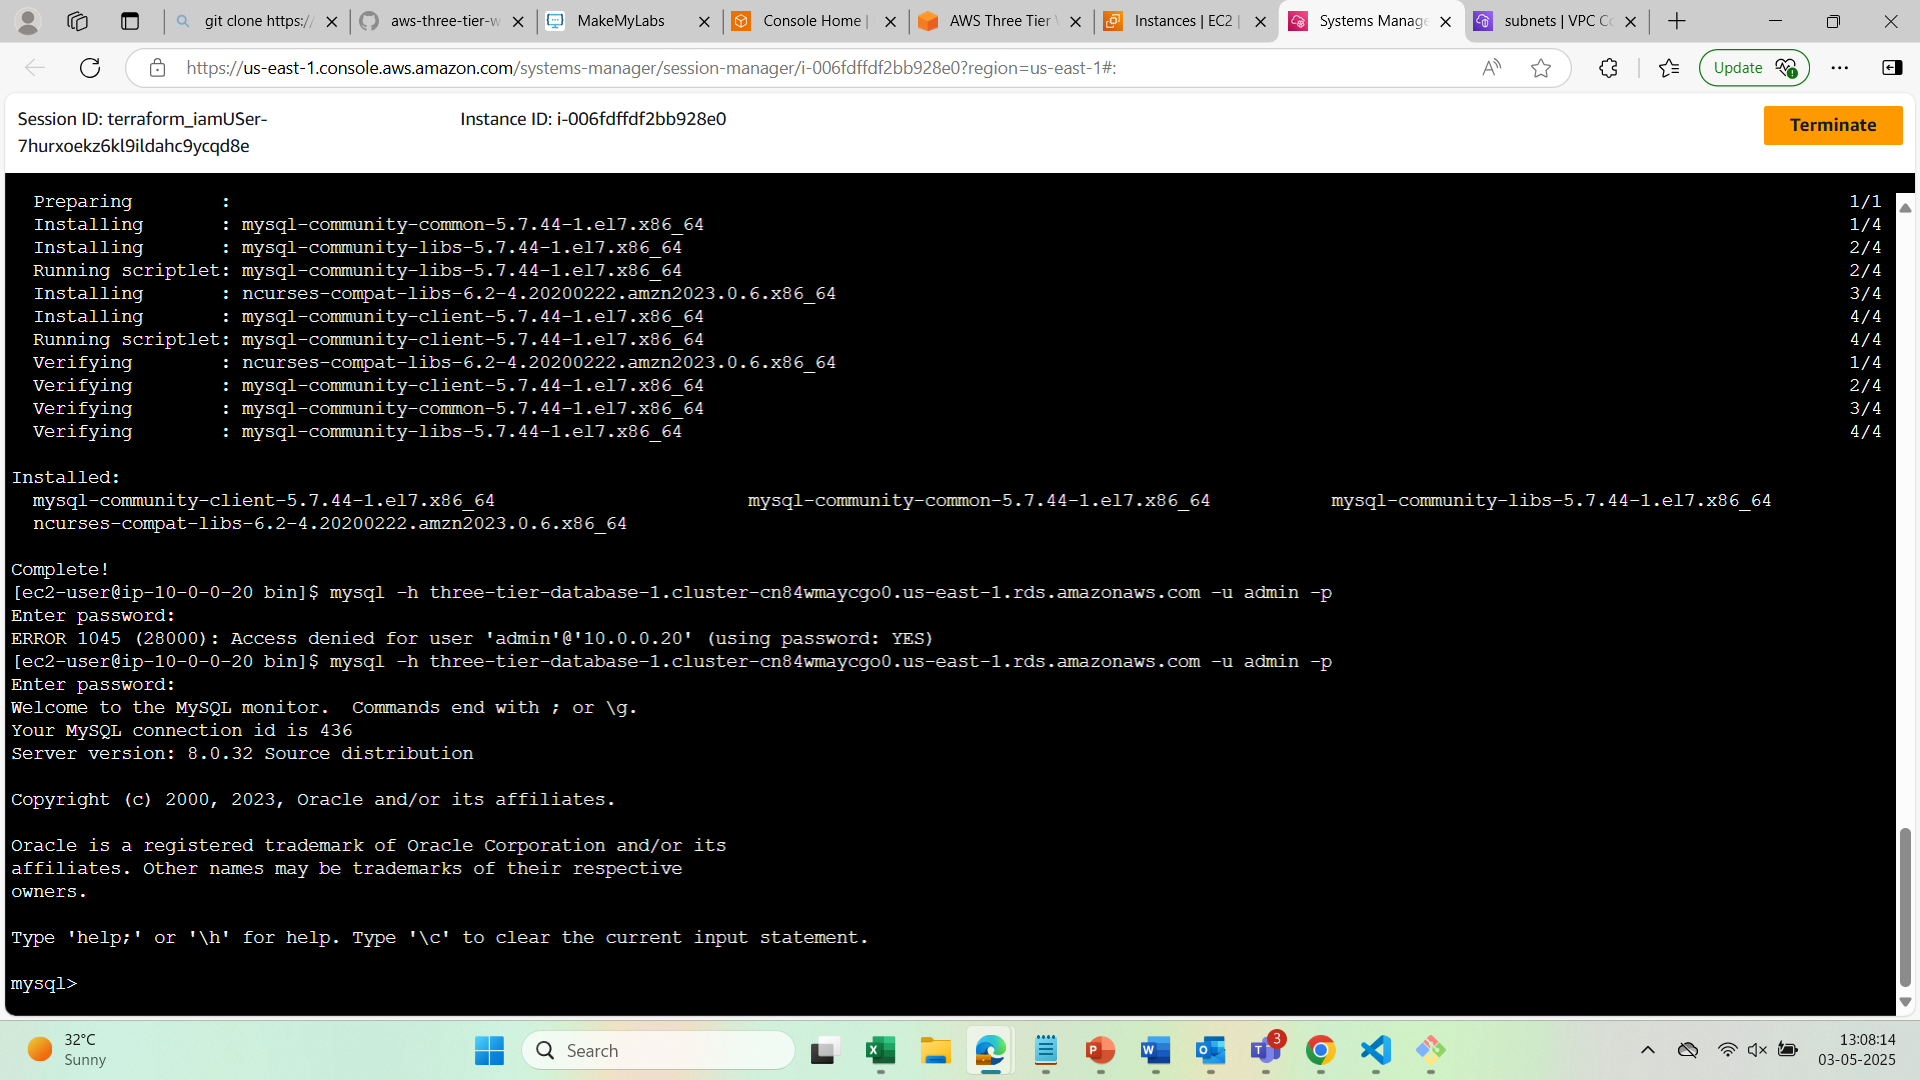 git clone https:/
aws-three-tier-w
MakeMyLabs
Console Home |
AWS Three Tier
Instances | EC2 |
Systems Manage
subnets | VPC Co
https://us-east-1.console.aws.amazon.com/systems-manager/session-manager/i-006fdffdf2bb928e0?region=us-east-1#:
Update
Session ID: terraform_iamUSer-
7hurxoekz6kl9ildahc9ycqd8e
Instance ID: i-006fdffdf2bb928e0
Terminate
Preparing        :                                                    1/1
Installing       : mysql-community-common-5.7.44-1.el7.x86_64         1/4
Installing       : mysql-community-libs-5.7.44-1.el7.x86_64           2/4
Running scriptlet: mysql-community-libs-5.7.44-1.el7.x86_64           2/4
Installing       : ncurses-compat-libs-6.2-4.20200222.amzn2023.0.6.x86_64   3/4
Installing       : mysql-community-client-5.7.44-1.el7.x86_64         4/4
Running scriptlet: mysql-community-client-5.7.44-1.el7.x86_64         4/4
Verifying        : ncurses-compat-libs-6.2-4.20200222.amzn2023.0.6.x86_64   1/4
Verifying        : mysql-community-client-5.7.44-1.el7.x86_64         2/4
Verifying        : mysql-community-common-5.7.44-1.el7.x86_64         3/4
Verifying        : mysql-community-libs-5.7.44-1.el7.x86_64           4/4
Installed:
mysql-community-client-5.7.44-1.el7.x86_64 mysql-community-common-5.7.44-1.el7.x86_64 mysql-community-libs-5.7.44-1.el7.x86_64
ncurses-compat-libs-6.2-4.20200222.amzn2023.0.6.x86_64
Complete!
[ec2-user@ip-10-0-0-20 bin]$ mysql -h three-tier-database-1.cluster-cn84wmaycgo0.us-east-1.rds.amazonaws.com -u admin -p
Enter password:
ERROR 1045 (28000): Access denied for user 'admin'@'10.0.0.20' (using password: YES)
[ec2-user@ip-10-0-0-20 bin]$ mysql -h three-tier-database-1.cluster-cn84wmaycgo0.us-east-1.rds.amazonaws.com -u admin -p
Enter password:
Welcome to the MySQL monitor.  Commands end with ; or \g.
Your MySQL connection id is 436
Server version: 8.0.32 Source distribution
Copyright (c) 2000, 2023, Oracle and/or its affiliates.
Oracle is a registered trademark of Oracle Corporation and/or its
affiliates. Other names may be trademarks of their respective
owners.
Type 'help;' or '\h' for help. Type '\c' to clear the current input statement.
mysql>
32°C
Sunny
Search
3
13:08:14
03-05-2025